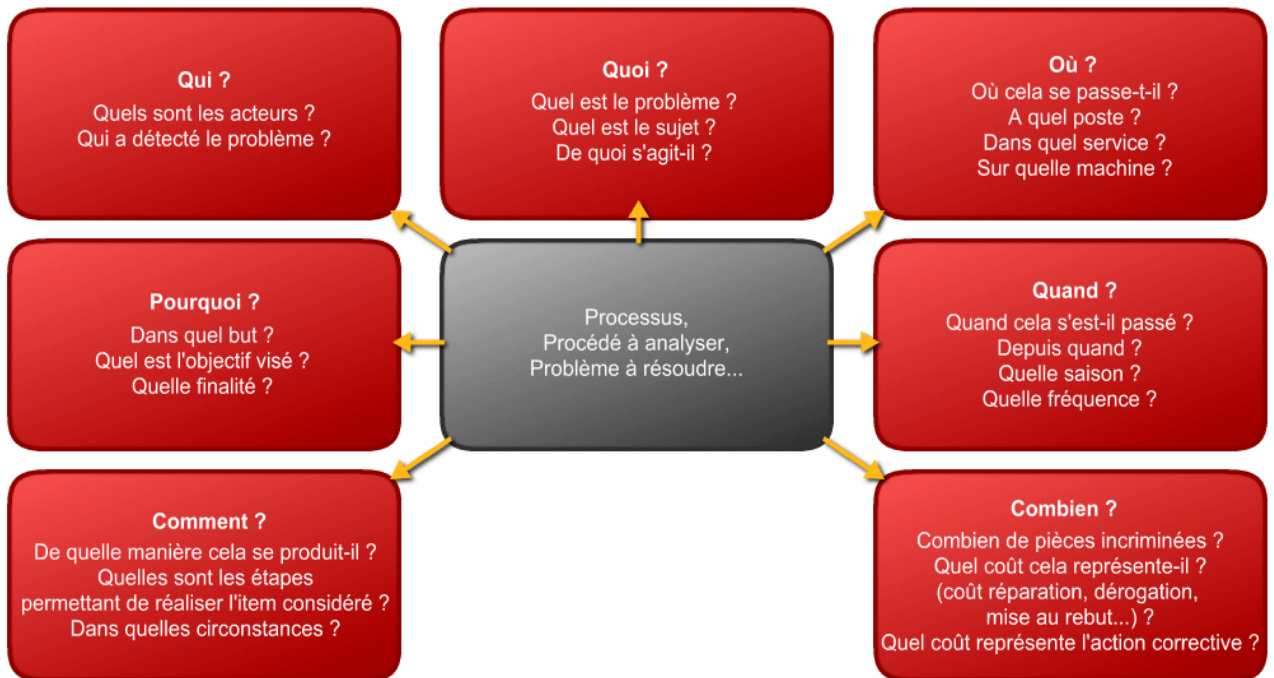 Qui ?
Quels sont les acteurs ?
Qui a détecté le problème ?
Quoi ?
Quel est le problème ?
Quel est le sujet ?
De quoi s'agit-il ?
Où ?
Où cela se passe-t-il ?
A quel poste ?
Dans quel service ?
Sur quelle machine ?
Pourquoi ?
Dans quel but ?
Quel est l'objectif visé ?
Quelle finalité ?
Processus,
Procédé à analyser,
Problème à résoudre...
Quand ?
Quand cela s'est-il passé ?
Depuis quand ?
Quelle saison ?
Quelle fréquence ?
Comment ?
De quelle manière cela se produit-il ?
Quelles sont les étapes
permettant de réaliser l'item considéré ?
Dans quelles circonstances ?
Combien ?
Combien de pièces incriminées ?
Quel coût cela représente-il ?
(coût réparation, dérogation,
mise au rebut...) ?
Quel coût représente l'action corrective ?